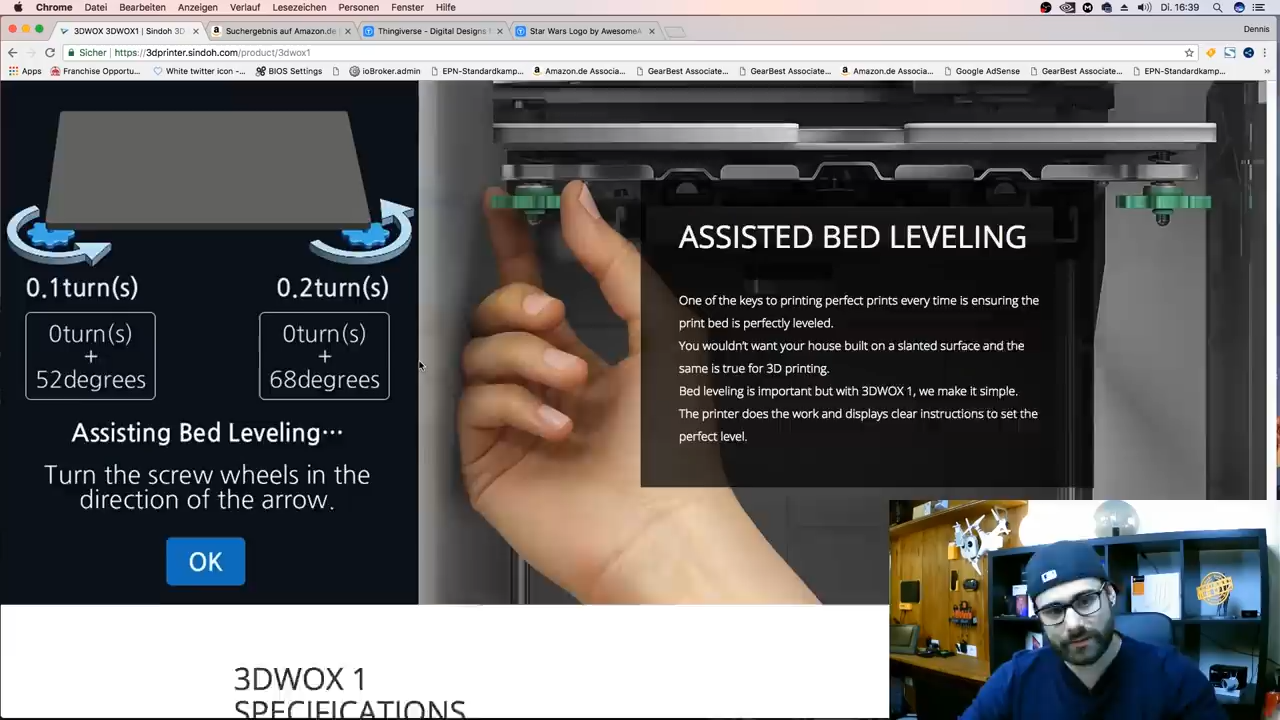 Chrome Datei Bearbeiten Anzeigen Verlauf Lesezeichen Personen Fenster Hilfe Di. 16:39
3DWOX 3DWOX1 | Sindoh 3D Suchergebnis auf Amazon.de Thingiverse - Digital Designs Star Wars Logo by AwesomeA Dennis
Sicher https://3dprinter.sindoh.com/product/3dwox1
Apps Franchise Opportu... White twitter icon -... BIOS Settings ioBroker.admin EPN-Standardkamp... Amazon.de Associa... GearBest Associate... GearBest Associate... Amazon.de Associa... Google AdSense GearBest Associate... EPN-Standardkamp...
0.1turn(s) 0.2turn(s)
0turn(s) 0turn(s)
+ +
52degrees 68degrees
Assisting Bed Leveling…
Turn the screw wheels in the
direction of the arrow.
OK
ASSISTED BED LEVELING
One of the keys to printing perfect prints every time is ensuring the
print bed is perfectly leveled.
You wouldn't want your house built on a slanted surface and the
same is true for 3D printing.
Bed leveling is important but with 3DWOX 1, we make it simple.
The printer does the work and displays clear instructions to set the
perfect level.
3DWOX 1
SPECIFICATIONS